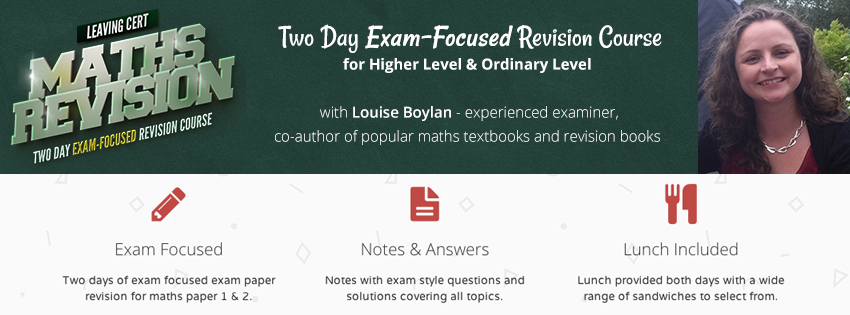 LEAVING CERT
MATHS
REVISION
TWO DAY EXAM-FOCUSED REVISION COURSE
Two Day Exam-Focused Revision Course
for Higher Level & Ordinary Level
with Louise Boylan - experienced examiner,
co-author of popular maths textbooks and revision books
Exam Focused
Two days of exam focused exam paper
revision for maths paper 1 & 2.
Notes & Answers
Notes with exam style questions and
solutions covering all topics.
Lunch Included
Lunch provided both days with a wide
range of sandwiches to select from.